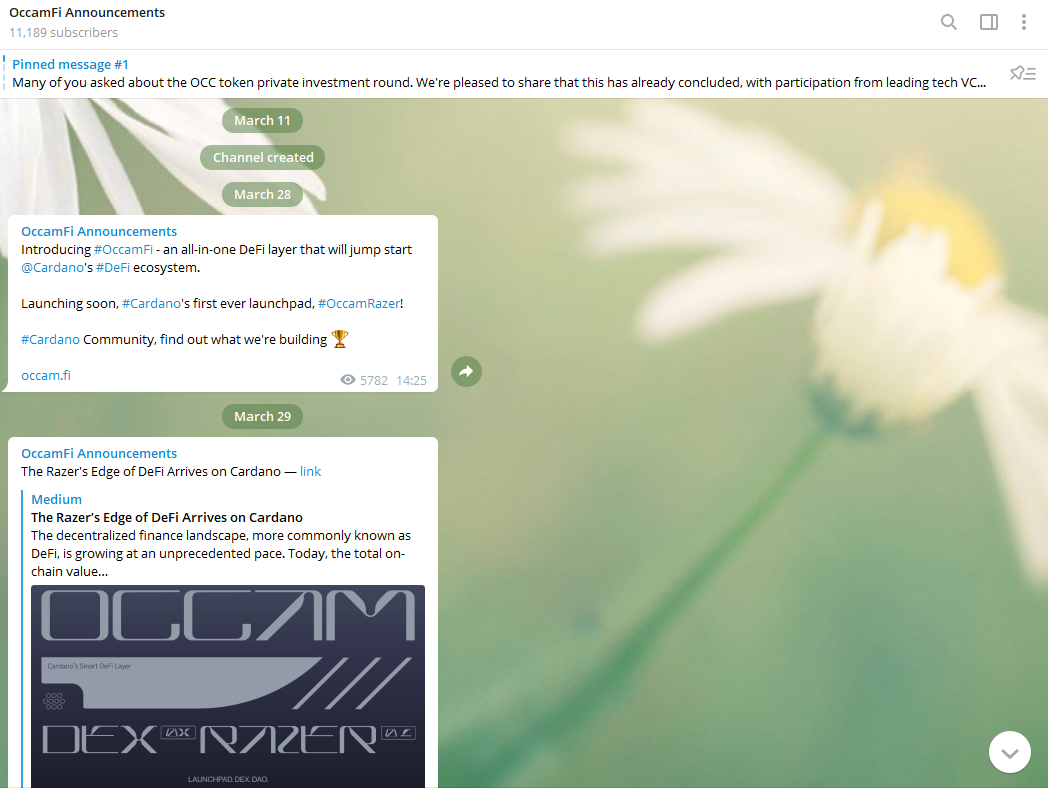 OccamFi Announcements
11,189 subscribers
Pinned message #1
Many of you asked about the OCC token private investment round. We're pleased to share that this has already concluded, with participation from leading tech VC...
March 11
Channel created
March 28
OccamFi Announcements
Introducing #OccamFi - an all-in-one DeFi layer that will jump start
@Cardano's #DeFi ecosystem.
Launching soon, #Cardano's first ever launchpad, #OccamRazer!
#Cardano Community, find out what we're building 🏆
occam.fi
5782 14:25
March 29
OccamFi Announcements
The Razer's Edge of DeFi Arrives on Cardano — link
Medium
The Razer’s Edge of DeFi Arrives on Cardano
The decentralized finance landscape, more commonly known as
DeFi, is growing at an unprecedented pace. Today, the total on-
chain value...
OCCAM
Cardano's Smart DeFi Layer
DEX RAZER
LAUNCHPAD. DEX. DAO.